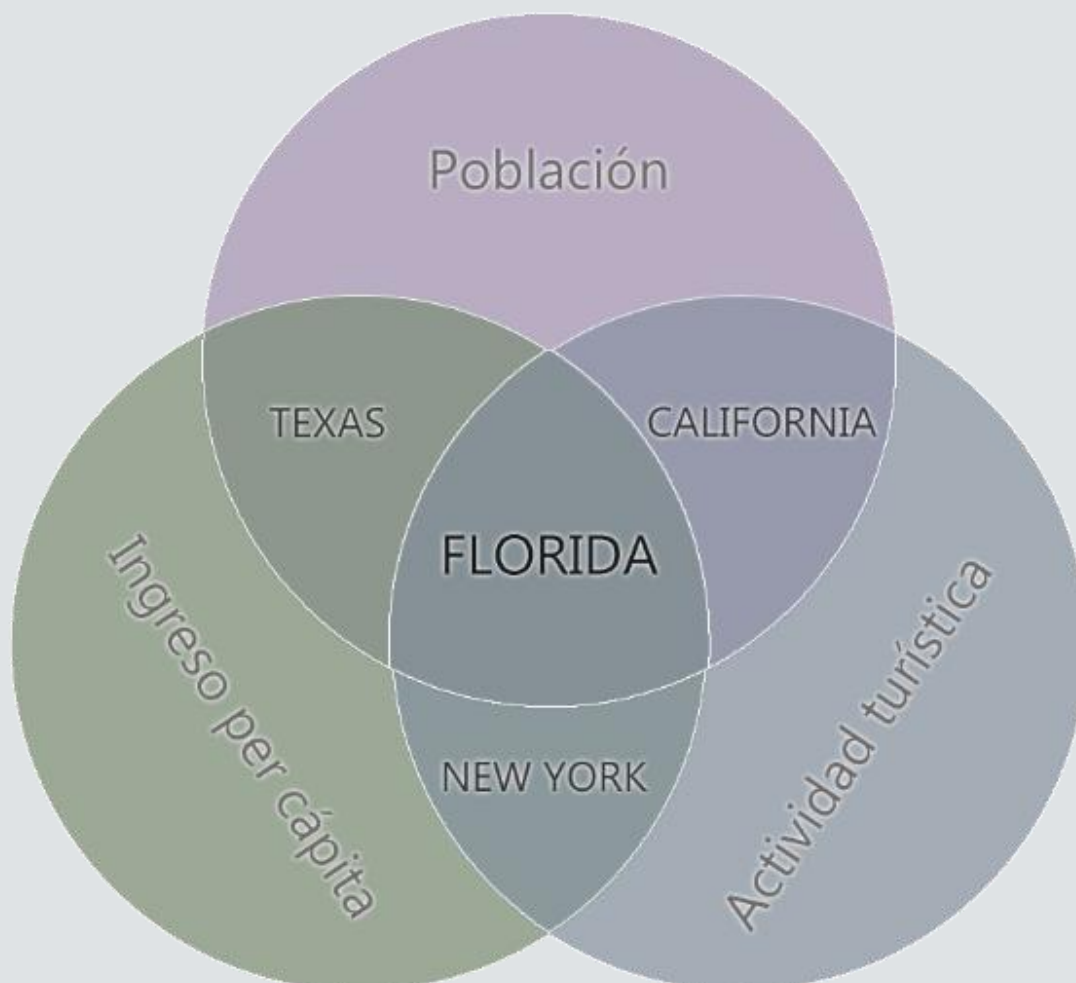 Población
TEXAS
CALIFORNIA
FLORIDA
Ingreso per cápita
Actividad turística
NEW YORK